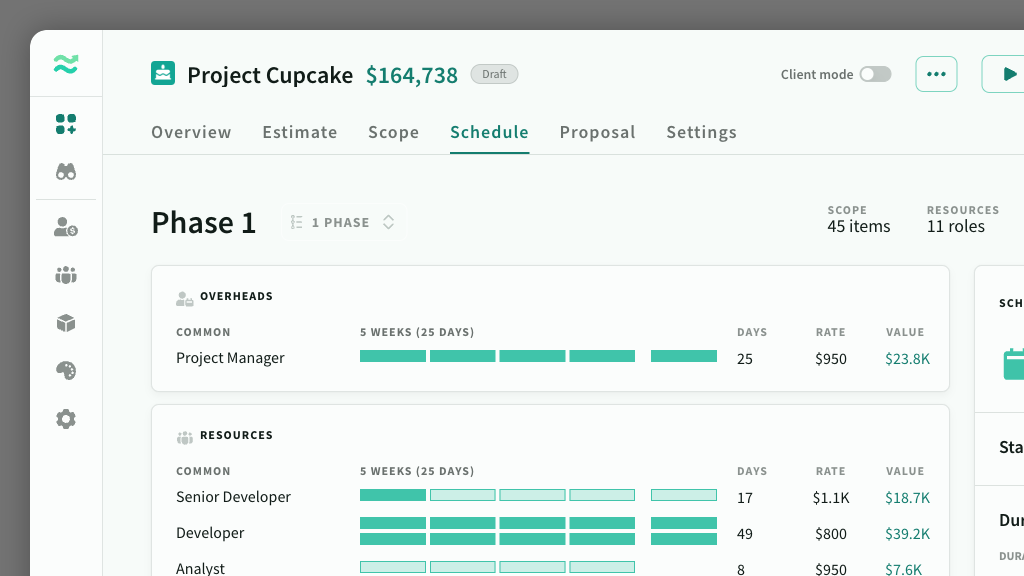 Project Cupcake $164,738 Draft Client mode
Overview Estimate Scope Schedule Proposal Settings
Phase 1 1 PHASE
SCOPE RESOURCES
45 items 11 roles
OVERHEADS
COMMON 5 WEEKS (25 DAYS) DAYS RATE VALUE
Project Manager 25 $950 $23.8K
RESOURCES
COMMON 5 WEEKS (25 DAYS) DAYS RATE VALUE
Senior Developer 17 $1.1K $18.7K
Developer 49 $800 $39.2K
Analyst 8 $950 $7.6K
SCH
Sta
Dur
DURA